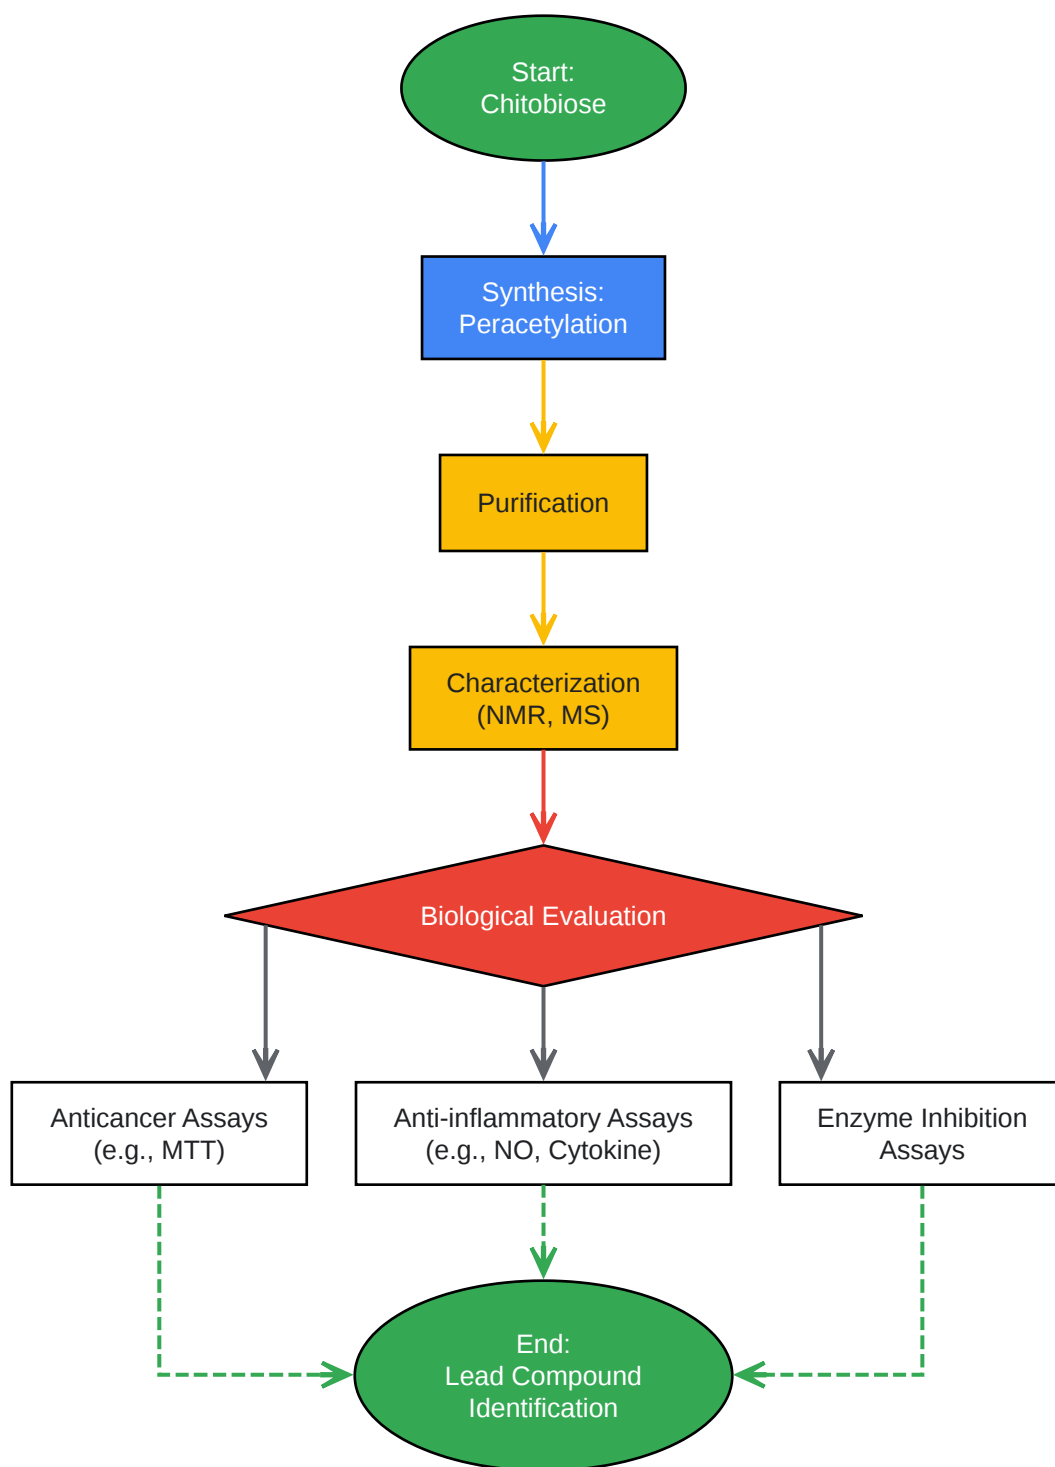 Start:
Chitobiose
Synthesis:
Peracetylation
Purification
Characterization
(NMR, MS)
Biological Evaluation
Anticancer Assays
(e.g., MTT)
Anti-inflammatory Assays
(e.g., NO, Cytokine)
Enzyme Inhibition
Assays
End:
Lead Compound
Identification